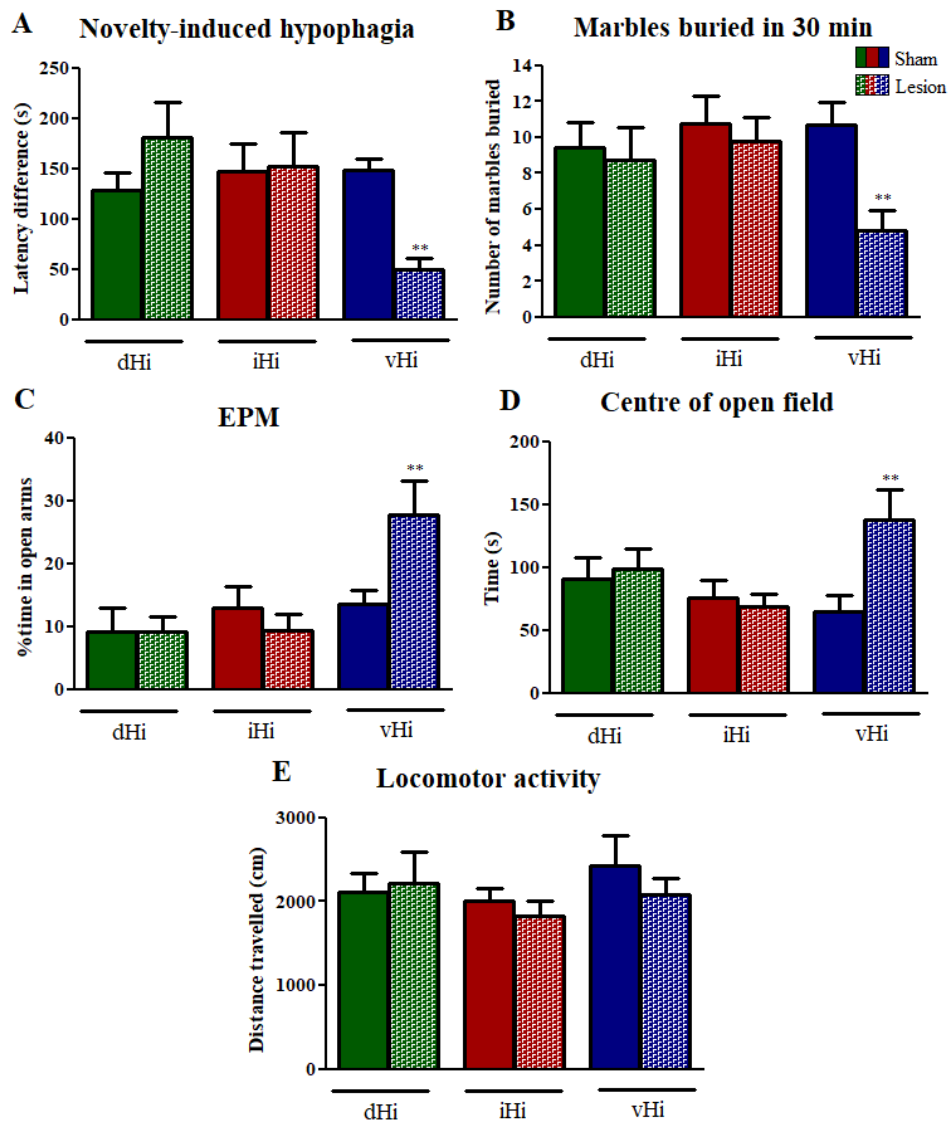 A
Novelty-induced hypophagia
Latency difference (s)
250
200
150
100
50
0
**
dHi
iHi
vHi
B
Marbles buried in 30 min
Sham
Lesion
Number of marbles buried
14
12
10
8
6
4
2
0
**
dHi
iHi
vHi
C
EPM
%time in open arms
40
30
20
10
0
**
dHi
iHi
vHi
D
Centre of open field
Time (s)
200
150
100
50
0
**
dHi
iHi
vHi
E
Locomotor activity
Distance travelled (cm)
3000
2000
1000
0
dHi
iHi
vHi